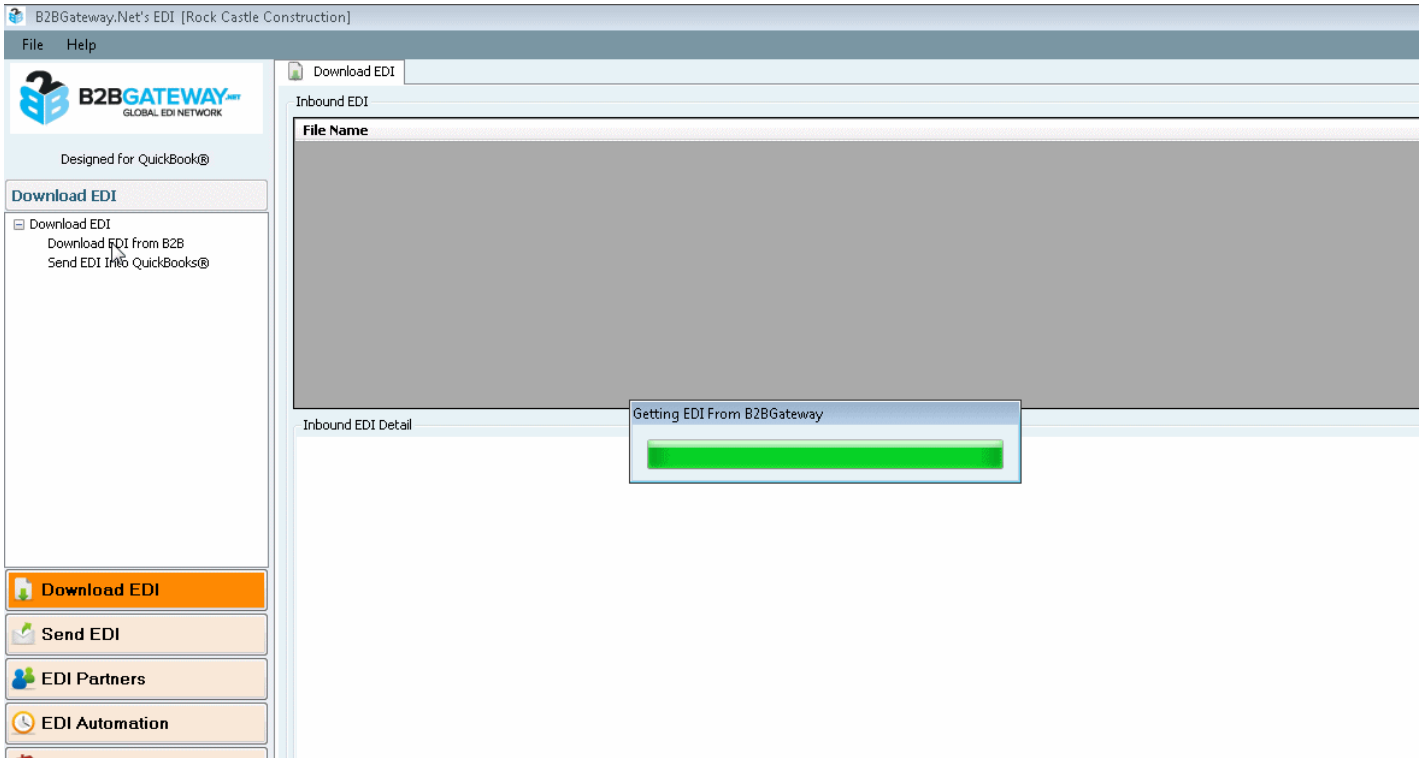 B2BGateway.Net's EDI [Rock Castle Construction]
File Help
B2BGATEWAY.NET
GLOBAL EDI NETWORK
Designed for QuickBook®
Download EDI
Download EDI
Download EDI from B2B
Send EDI Into QuickBooks®
Download EDI
Send EDI
EDI Partners
EDI Automation
Download EDI
Inbound EDI
File Name
Getting EDI From B2BGateway
Inbound EDI Detail